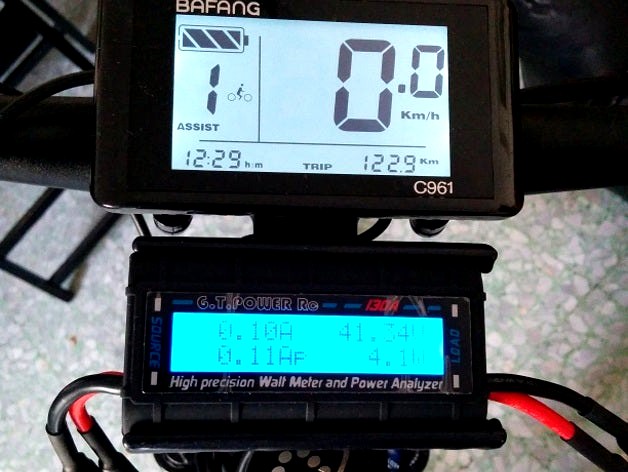 BAFANG
1
0.0
Km/h
ASSIST
12:29 h:m TRIP 122.9 Km
C961
G.T.POWER RC 130A
SOURCE
0.10A 41.34V
0.11Ap 4.1W
LOAD
High precision Watt Meter and Power Analyzer